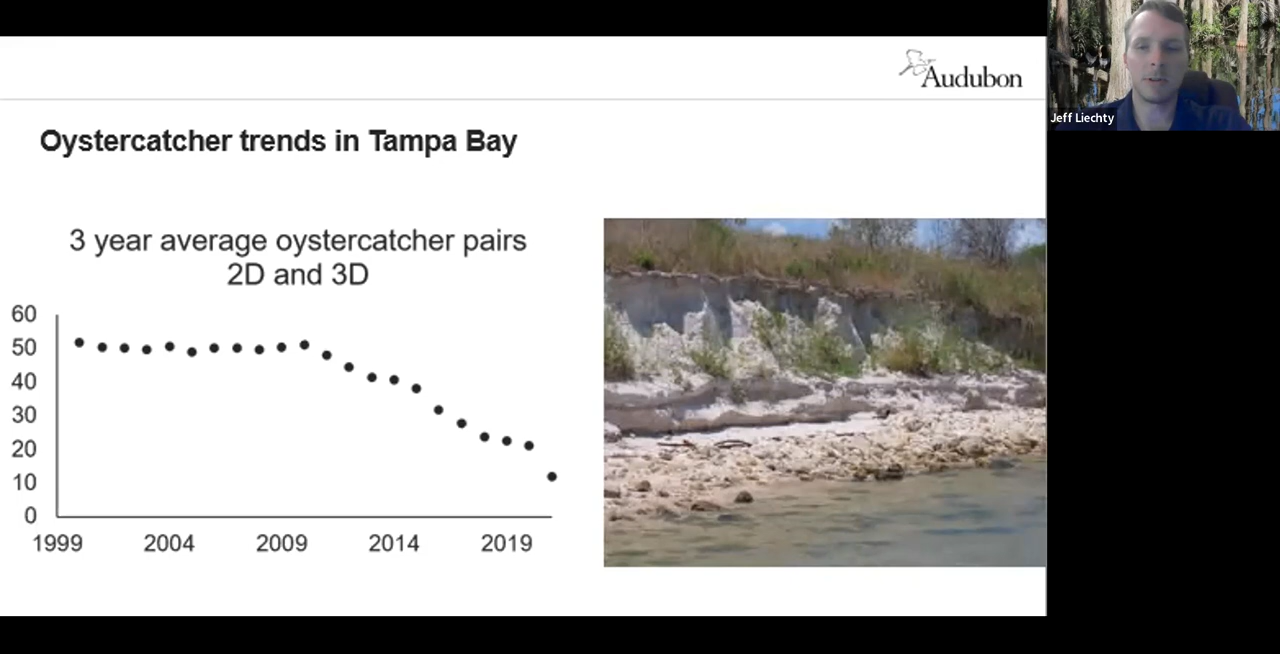 Audubon
Jeff Liechty
Oystercatcher trends in Tampa Bay
3 year average oystercatcher pairs
2D and 3D
60
50
40
30
20
10
0
1999 2004 2009 2014 2019